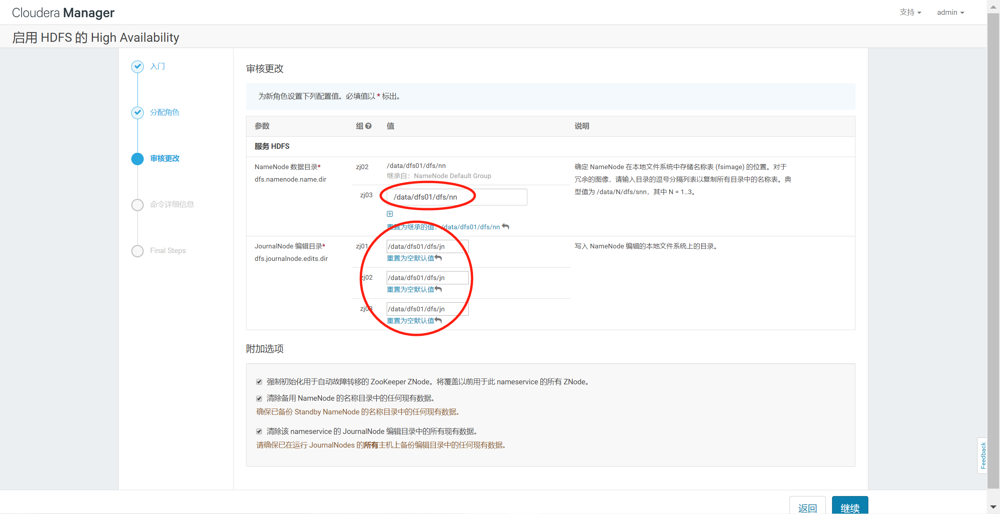 Cloudera Manager
支持
admin
启用 HDFS 的 High Availability
入门
分配角色
审核更改
命令详细信息
Final Steps
审核更改
为新角色设置下列配置值。必填值以 * 标出。
参数 组 值 说明
服务 HDFS
NameNode 数据目录*
dfs.namenode.name.dir
zj02
/data/dfs01/dfs/nn
继承自：NameNode Default Group
zj03
/data/dfs01/dfs/nn
重置为继承的值：/data/dfs01/dfs/nn
确定 NameNode 在本地文件系统中存储名称表 (fsimage) 的位置。对于
冗余的图像，请输入目录的逗号分隔列表以复制所有目录中的名称表。典
型值为 /data/N/dfs/snn，其中 N = 1..3。
JournalNode 编辑目录*
dfs.journalnode.edits.dir
zj01
/data/dfs01/dfs/jn
重置为空默认值
zj02
/data/dfs01/dfs/jn
重置为空默认值
zj03
/data/dfs01/dfs/jn
重置为空默认值
写入 NameNode 编辑的本地文件系统上的目录。
附加选项
强制初始化用于自动故障转移的 ZooKeeper ZNode。将覆盖以前用于此 nameservice 的所有 ZNode。
清除备用 NameNode 的名称目录中的任何现有数据。
确保已备份 Standby NameNode 的名称目录中的任何现有数据。
清除该 nameservice 的 JournalNode 编辑目录中的所有现有数据。
请确保已在运行 JournalNodes 的所有主机上备份编辑目录中的任何现有数据。
Feedback
返回
继续